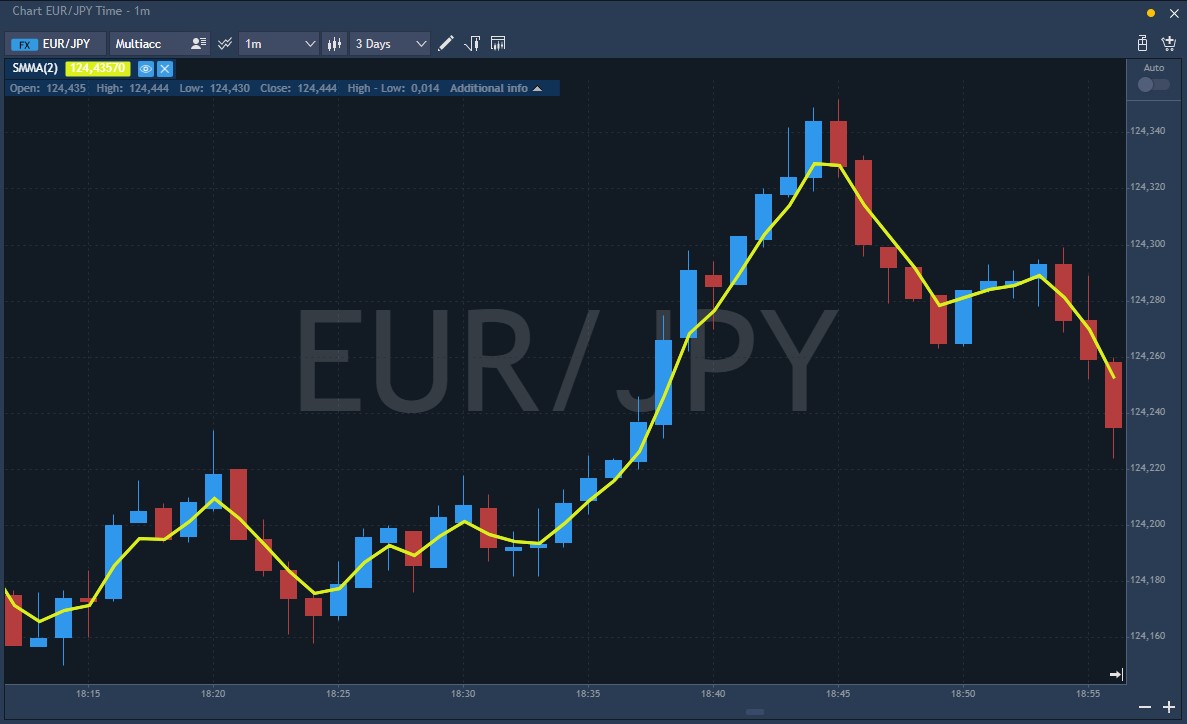 Chart EUR/JPY Time - 1m
FX EUR/JPY Multiacc 1m 3 Days
SMMA(2) 124,43570
Auto
Open: 124,435 High: 124,444 Low: 124,430 Close: 124,444 High - Low: 0,014 Additional info
EUR/JPY
124,340
124,320
124,300
124,280
124,260
124,240
124,220
124,200
124,180
124,160
18:15 18:20 18:25 18:30 18:35 18:40 18:45 18:50 18:55